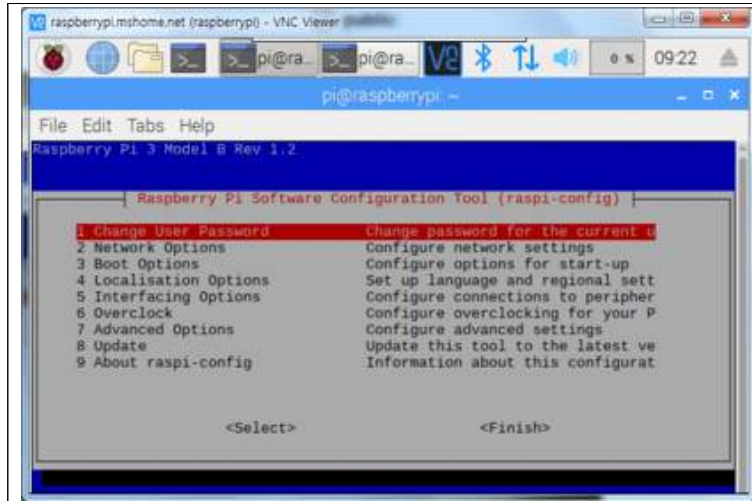 raspberrypi.mshome.net (raspberrypi) - VNC Viewer
pi@ra... pi@ra... 0 % 09:22
pi@raspberrypi: ~
File Edit Tabs Help
Raspberry Pi 3 Model B Rev 1.2
Raspberry Pi Software Configuration Tool (raspi-config)
1 Change User Password Change password for the current u
2 Network Options Configure network settings
3 Boot Options Configure options for start-up
4 Localisation Options Set up language and regional sett
5 Interfacing Options Configure connections to peripher
6 Overclock Configure overclocking for your P
7 Advanced Options Configure advanced settings
8 Update Update this tool to the latest ve
9 About raspi-config Information about this configurat
<Select> <Finish>